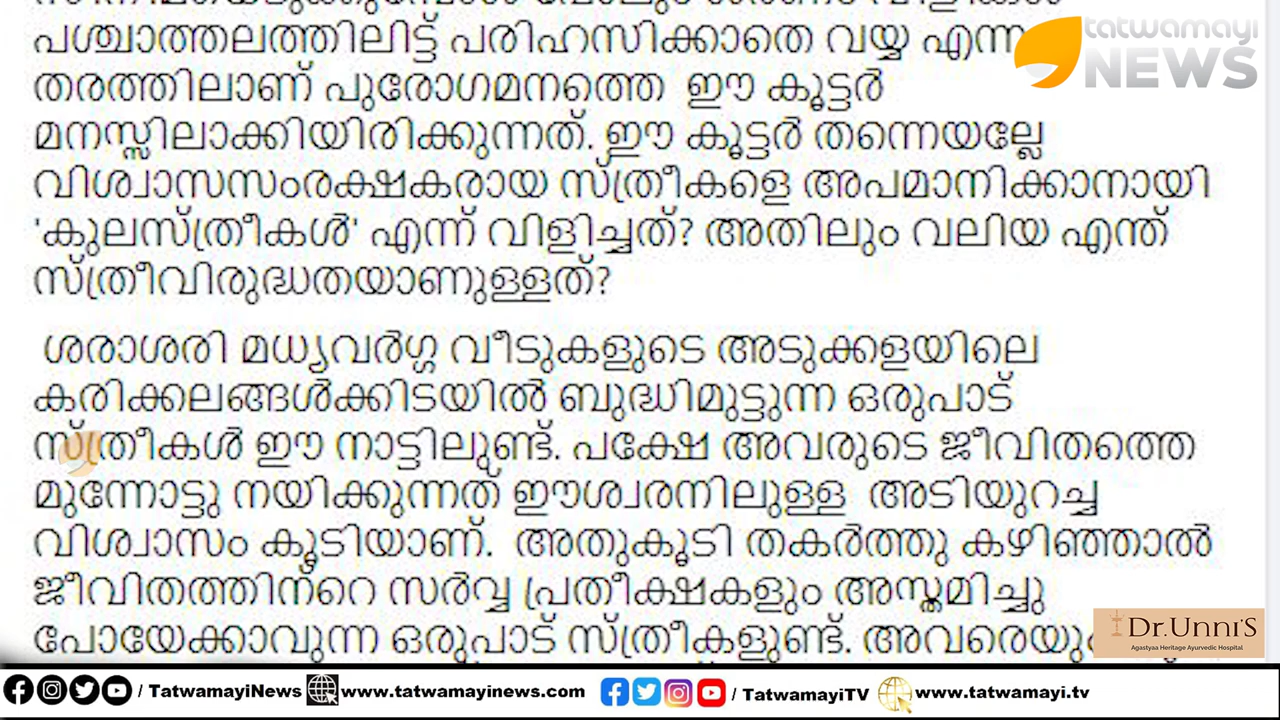 പശ്ചാത്തലത്തിലിട്ട് പരിഹസിക്കാതെ വയ്യ എന്ന
തരത്തിലാണ് പുരോഗമനത്തെ ഈ കൂട്ടർ
മനസ്സിലാക്കിയിരിക്കുന്നത്. ഈ കൂട്ടർ തന്നെയല്ലേ
വിശ്വാസസംരക്ഷകരായ സ്ത്രീകളെ അപമാനിക്കാനായി
'കുലസ്ത്രീകൾ' എന്ന് വിളിച്ചത്? അതിലും വലിയ എന്ത്
സ്ത്രീവിരുദ്ധതയാണുള്ളത്?
ശരാശരി മധ്യവർഗ്ഗ വീടുകളുടെ അടുക്കളയിലെ
കരിക്കലങ്ങൾക്കിടയിൽ ബുദ്ധിമുട്ടുന്ന ഒരുപാട്
സ്ത്രീകൾ ഈ നാട്ടിലുണ്ട്. പക്ഷേ അവരുടെ ജീവിതത്തെ
മുന്നോട്ടു നയിക്കുന്നത് ഈശ്വരനിലുള്ള അടിയുറച്ച
വിശ്വാസം കൂടിയാണ്. അതുകൂടി തകർത്തു കഴിഞ്ഞാൽ
ജീവിതത്തിന്റെ സർവ്വ പ്രതീക്ഷകളും അസ്തമിച്ചു
പോയേക്കാവുന്ന ഒരുപാട് സ്ത്രീകളുണ്ട്.
tatwamayi
NEWS
Dr.Unni'S
Agastyaa Heritage Ayurvedic Hospital
/ TatwamayiNews www.tatwamayinews.com / TatwamayiTV www.tatwamayi.tv